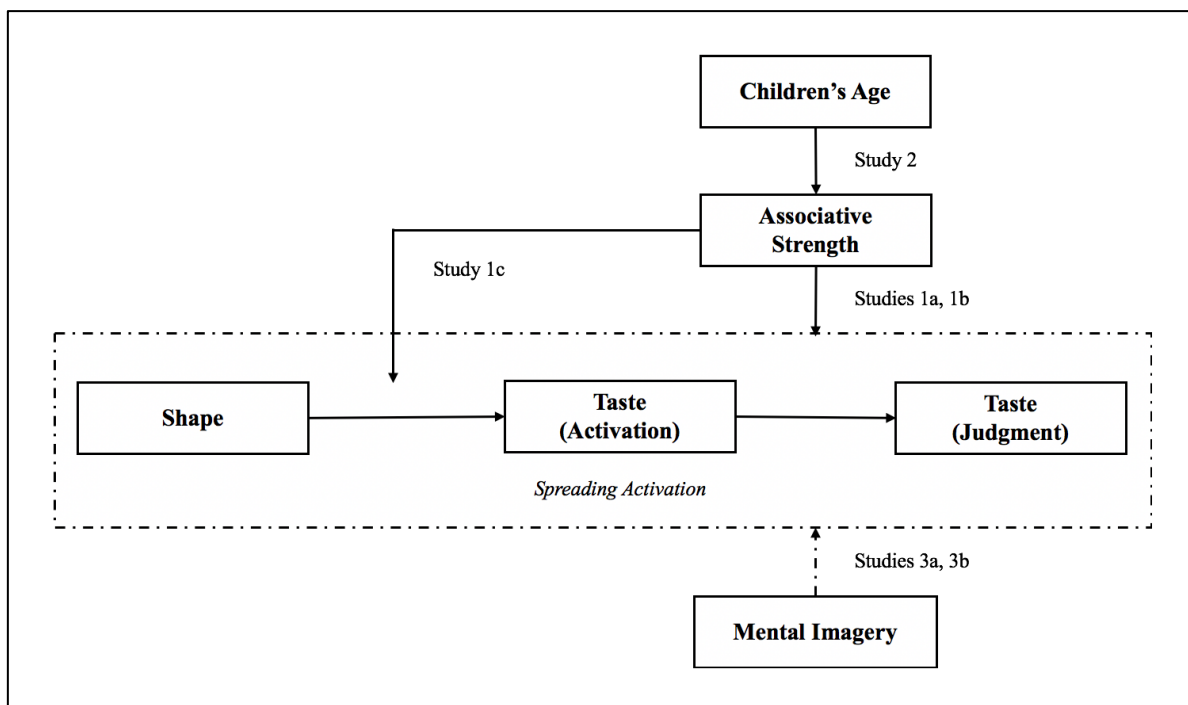 Children's Age
Study 2
Associative
Strength
Study 1c
Studies 1a, 1b
Shape
Taste
(Activation)
Taste
(Judgment)
Spreading Activation
Studies 3a, 3b
Mental Imagery